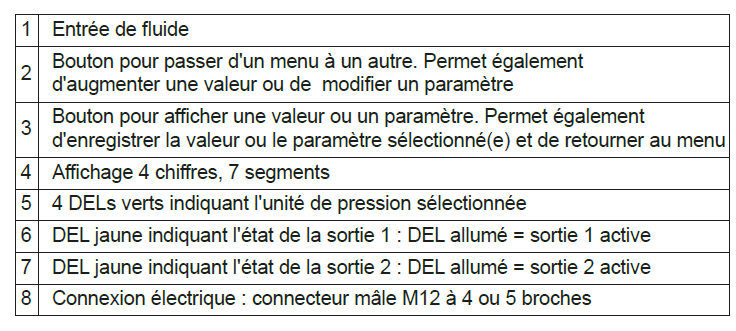 1 Entrée de fluide
2 Bouton pour passer d'un menu à un autre. Permet également
d'augmenter une valeur ou de modifier un paramètre
3 Bouton pour afficher une valeur ou un paramètre. Permet également
d'enregistrer la valeur ou le paramètre sélectionné(e) et de retourner au menu
4 Affichage 4 chiffres, 7 segments
5 4 DELs verts indiquant l'unité de pression sélectionnée
6 DEL jaune indiquant l'état de la sortie 1 : DEL allumé = sortie 1 active
7 DEL jaune indiquant l'état de la sortie 2 : DEL allumé = sortie 2 active
8 Connexion électrique : connecteur mâle M12 à 4 ou 5 broches